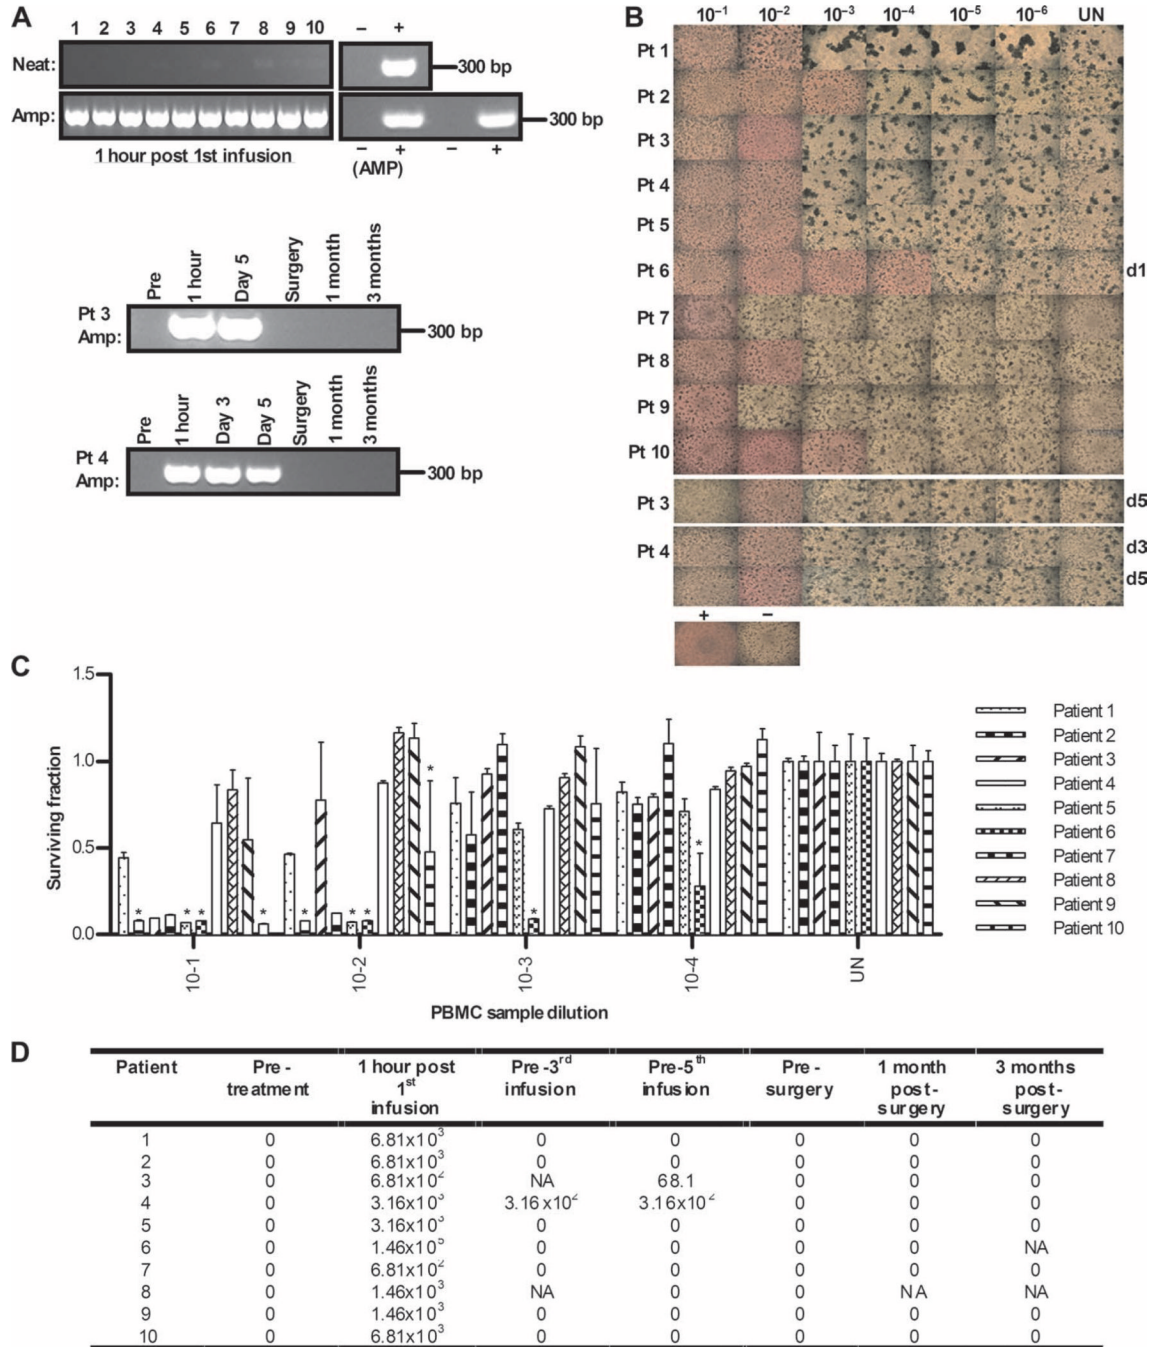 A
1 2 3 4 5 6 7 8 9 10 – +
Neat: 300 bp
Amp: 300 bp
1 hour post 1st infusion – + – +
(AMP)
Pre 1 hour Day 5 Surgery 1 month 3 months
Pt 3
Amp: 300 bp
Pre 1 hour Day 3 Day 5 Surgery 1 month 3 months
Pt 4
Amp: 300 bp
B
10⁻¹ 10⁻² 10⁻³ 10⁻⁴ 10⁻⁵ 10⁻⁶ UN
Pt 1
Pt 2
Pt 3
Pt 4
Pt 5
Pt 6 d1
Pt 7
Pt 8
Pt 9
Pt 10
Pt 3 d5
Pt 4 d3
d5
+ –
C
Surviving fraction
1.5
1.0
0.5
0.0
* * * * * * * * * * *
10-1 10-2 10-3 10-4 UN
PBMC sample dilution
Patient 1
Patient 2
Patient 3
Patient 4
Patient 5
Patient 6
Patient 7
Patient 8
Patient 9
Patient 10
D
Patient Pre- 1 hour post Pre-3rd Pre-5th Pre- 1 month 3 months
treatment 1st infusion infusion surgery post- post-
infusion surgery surgery
1 0 6.81x10³ 0 0 0 0 0
2 0 6.81x10³ 0 0 0 0 0
3 0 6.81x10² NA 68.1 0 0 0
4 0 3.16x10³ 3.16x10² 3.16x10² 0 0 0
5 0 3.16x10³ 0 0 0 0 0
6 0 1.46x10⁵ 0 0 0 0 NA
7 0 6.81x10² 0 0 0 0 0
8 0 1.46x10³ NA 0 0 NA NA
9 0 1.46x10³ 0 0 0 0 0
10 0 6.81x10³ 0 0 0 0 0